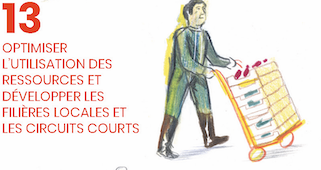 13
OPTIMISER
L'UTILISATION DES
RESSOURCES ET
DÉVELOPPER LES
FILIÈRES LOCALES ET
LES CIRCUITS COURTS